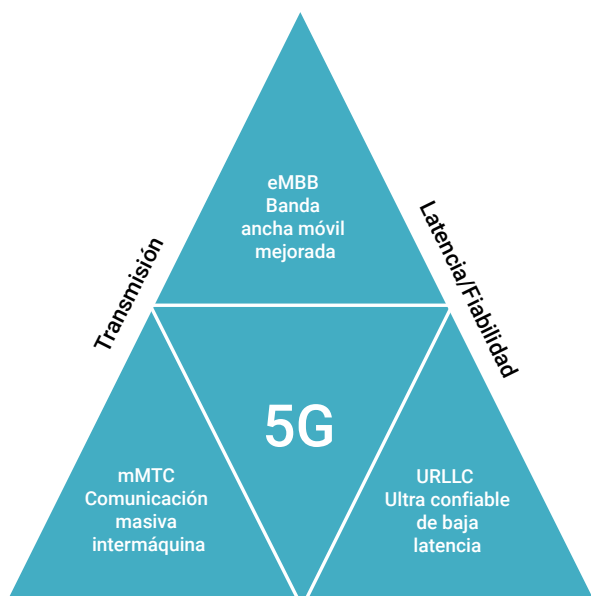 eMBB
Banda
ancha móvil
mejorada
Transmisión
Latencia/Fiabilidad
5G
mMTC
Comunicación
masiva
intermáquina
URLLC
Ultra confiable
de baja
latencia